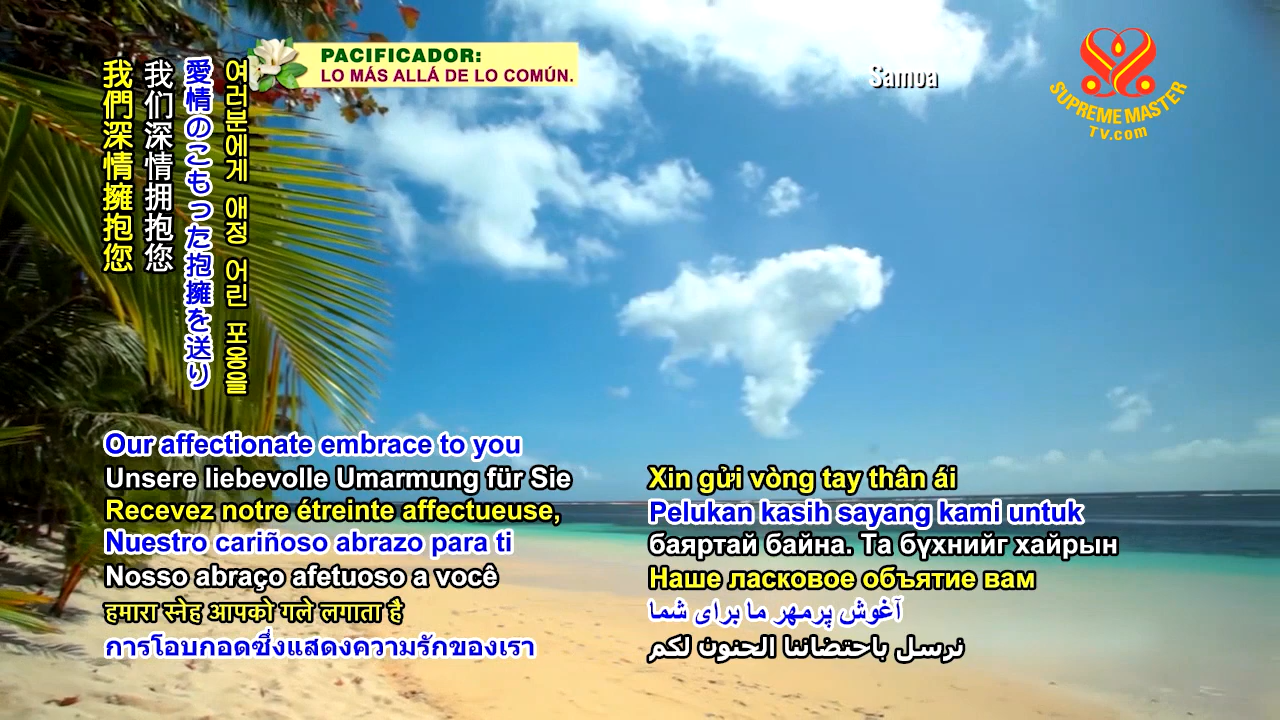 PACIFICADOR:
LO MÁS ALLÁ DE LO COMÚN.
Samoa
SUPREME MASTER
TV.com
我們深情擁抱您
我们深情拥抱您
愛情のこもった抱擁を送り
여러분에게 애정 어린 포옹을
Our affectionate embrace to you
Unsere liebevolle Umarmung für Sie
Recevez notre étreinte affectueuse,
Nuestro cariñoso abrazo para ti
Nosso abraço afetuoso a você
हमारा स्नेह आपको गले लगाता है
การโอบกอดซึ่งแสดงความรักของเรา
Xin gửi vòng tay thân ái
Pelukan kasih sayang kami untuk
баяртай байна. Та бүхнийг хайрын
Наше ласковое объятие вам
آغوش پرمهر ما برای شما
نرسل باحتضاننا الحنون لكم